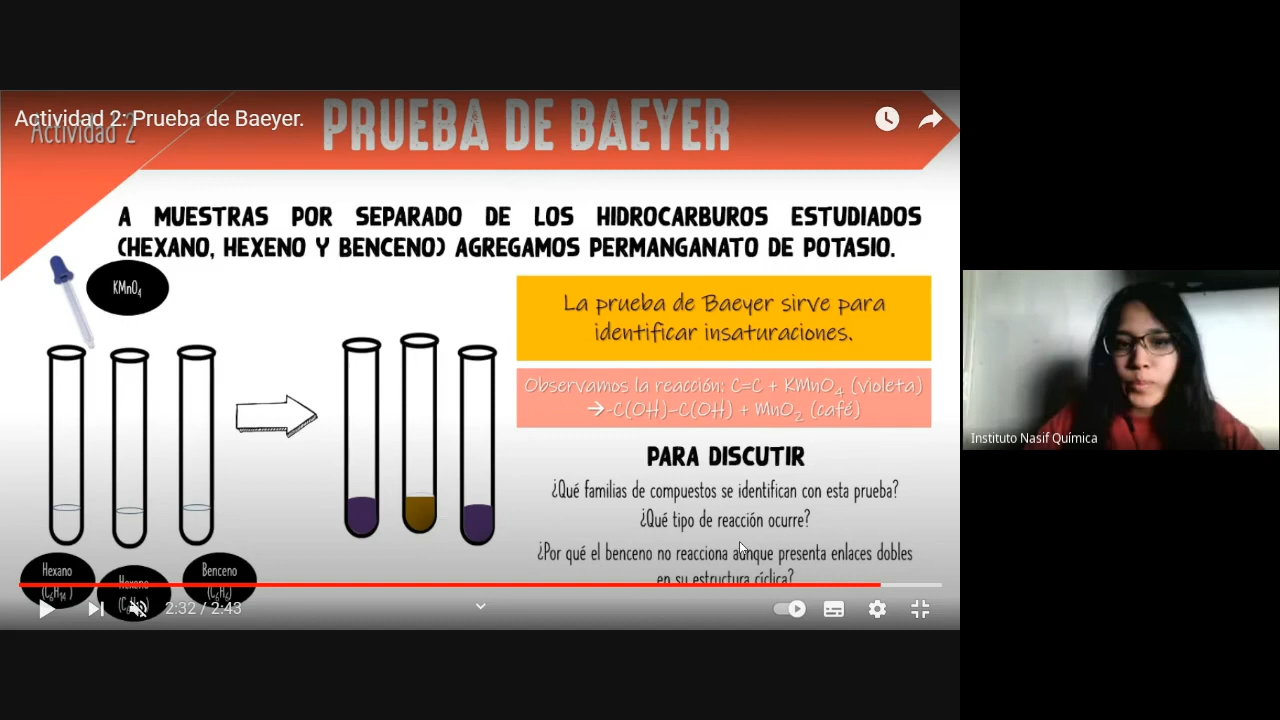 Actividad 2: Prueba de Baeyer.
Actividad 2
PRUEBA DE BAEYER
A MUESTRAS POR SEPARADO DE LOS HIDROCARBUROS ESTUDIADOS
(HEXANO, HEXENO Y BENCENO) AGREGAMOS PERMANGANATO DE POTASIO.
KMnO₄
La prueba de Baeyer sirve para
identificar insaturaciones.
Observamos la reacción: C=C + KMnO₄ (violeta)
→-C(OH)-C(OH) + MnO₂ (café)
PARA DISCUTIR
¿Qué familias de compuestos se identifican con esta prueba?
¿Qué tipo de reacción ocurre?
¿Por qué el benceno no reacciona aunque presenta enlaces dobles
en su estructura cíclica?
Hexano
(C₆H₁₄)
Hexeno
Benceno
(C₆H₆)
2:32 / 2:43
Instituto Nasif Química